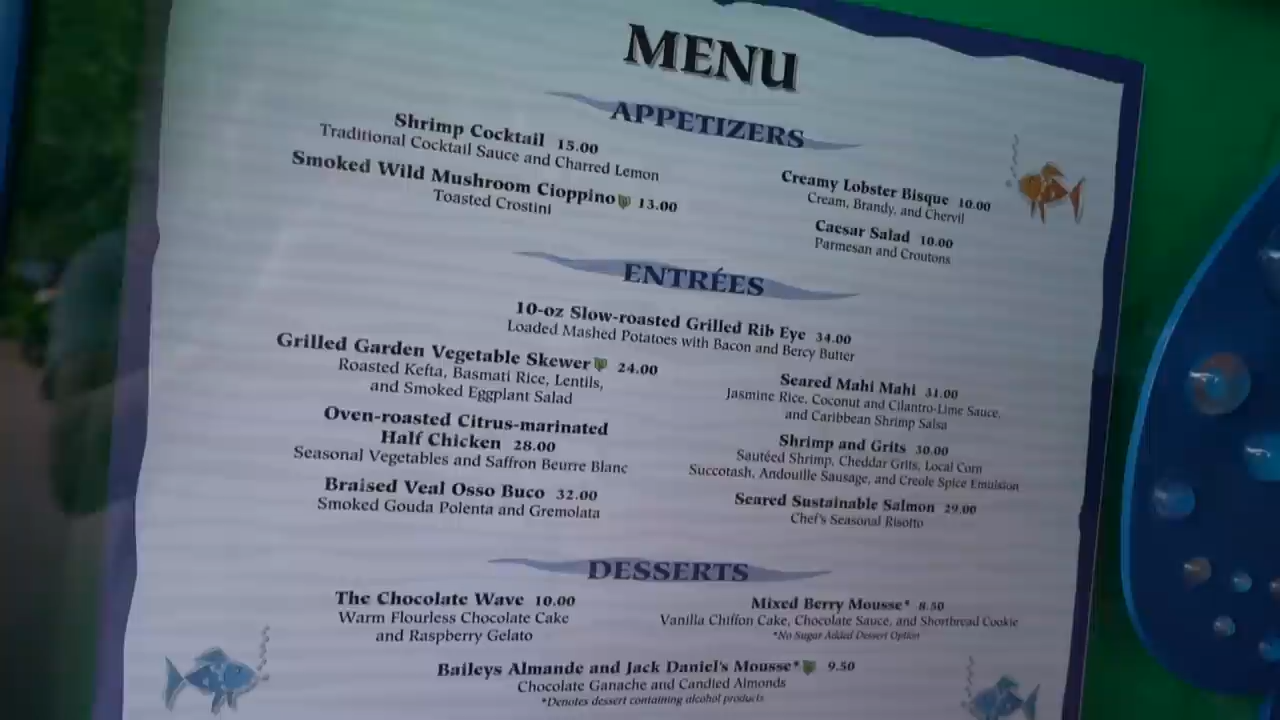 MENU
APPETIZERS
Shrimp Cocktail 15.00
Traditional Cocktail Sauce and Charred Lemon
Smoked Wild Mushroom Cioppino 13.00
Toasted Crostini
Creamy Lobster Bisque 10.00
Cream, Brandy, and Chervil
Caesar Salad 10.00
Parmesan and Croutons
ENTRÉES
10-oz Slow-roasted Grilled Rib Eye 34.00
Loaded Mashed Potatoes with Bacon and Bercy Butter
Grilled Garden Vegetable Skewer 24.00
Roasted Kefta, Basmati Rice, Lentils,
and Smoked Eggplant Salad
Oven-roasted Citrus-marinated
Half Chicken 28.00
Seasonal Vegetables and Saffron Beurre Blanc
Braised Veal Osso Buco 32.00
Smoked Gouda Polenta and Gremolata
Seared Mahi Mahi 31.00
Jasmine Rice, Coconut and Cilantro-Lime Sauce,
and Caribbean Shrimp Salsa
Shrimp and Grits 30.00
Sautéed Shrimp, Cheddar Grits, Local Corn
Succotash, Andouille Sausage, and Creole Spice Emulsion
Seared Sustainable Salmon 29.00
Chef's Seasonal Risotto
DESSERTS
The Chocolate Wave 10.00
Warm Flourless Chocolate Cake
and Raspberry Gelato
Mixed Berry Mousse* 8.50
Vanilla Chiffon Cake, Chocolate Sauce, and Shortbread Cookie
*No Sugar Added Dessert Option
Baileys Almande and Jack Daniel's Mousse* 9.50
Chocolate Ganache and Candied Almonds
*Denotes dessert containing alcohol products